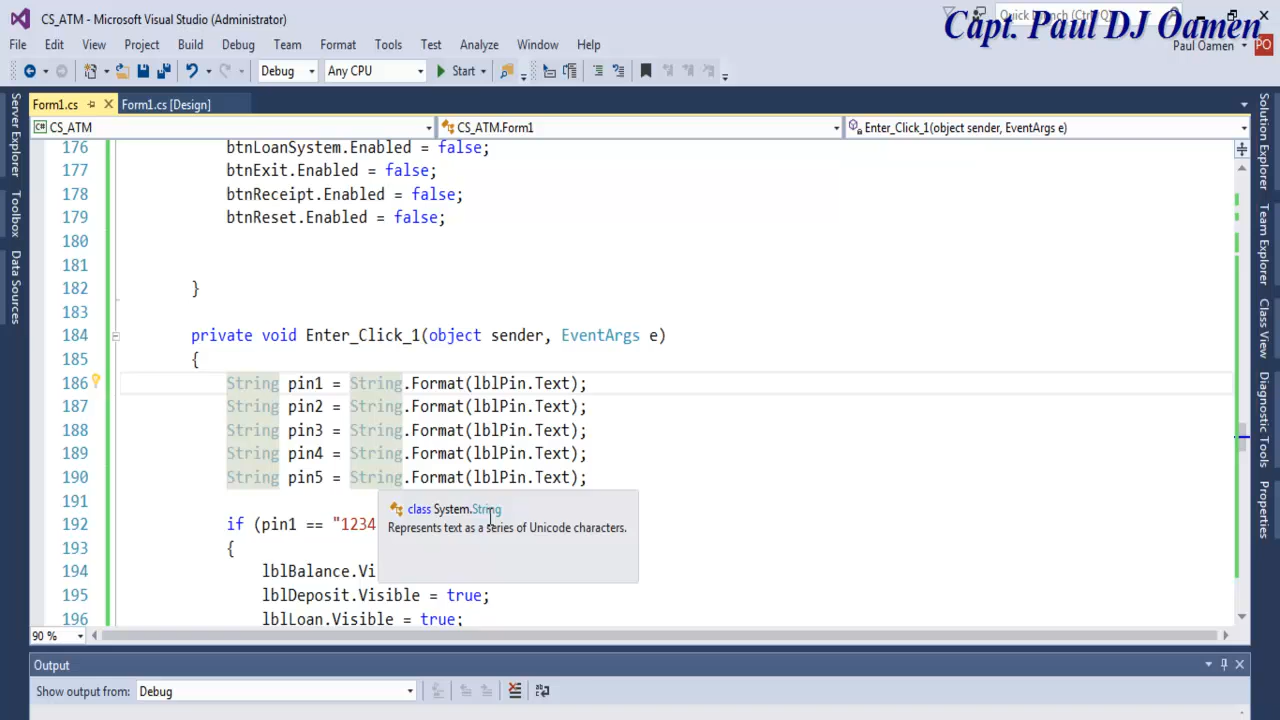 CS_ATM - Microsoft Visual Studio (Administrator)
Quick Launch (Ctrl+Q)
Capt. Paul DJ Oamen
File Edit View Project Build Debug Team Format Tools Test Analyze Window Help
Paul Oamen PO
Debug Any CPU Start
Form1.cs Form1.cs [Design]
CS_ATM CS_ATM.Form1 Enter_Click_1(object sender, EventArgs e)
Server Explorer
Toolbox
Data Sources
176 btnLoanSystem.Enabled = false;
177 btnExit.Enabled = false;
178 btnReceipt.Enabled = false;
179 btnReset.Enabled = false;
180
181
182 }
183
184 private void Enter_Click_1(object sender, EventArgs e)
185 {
186 String pin1 = String.Format(lblPin.Text);
187 String pin2 = String.Format(lblPin.Text);
188 String pin3 = String.Format(lblPin.Text);
189 String pin4 = String.Format(lblPin.Text);
190 String pin5 = String.Format(lblPin.Text);
191
class System.String
Represents text as a series of Unicode characters.
192 if (pin1 == "1234
193 {
194 lblBalance.Vi
195 lblDeposit.Visible = true;
196 lblLoan.Visible = true;
Solution Explorer
Team Explorer
Class View
Diagnostic Tools
Properties
90 %
Output
Show output from: Debug